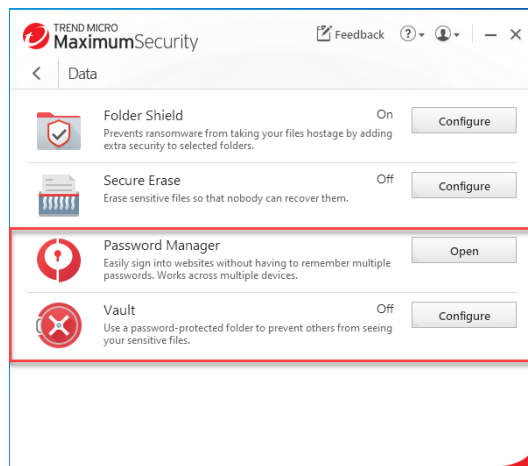 TREND MICRO
MaximumSecurity
Feedback
?
Data
Folder Shield
On
Configure
Prevents ransomware from taking your files hostage by adding
extra security to selected folders.
Secure Erase
Off
Configure
Erase sensitive files so that nobody can recover them.
Password Manager
Open
Easily sign into websites without having to remember multiple
passwords. Works across multiple devices.
Vault
Off
Configure
Use a password-protected folder to prevent others from seeing
your sensitive files.